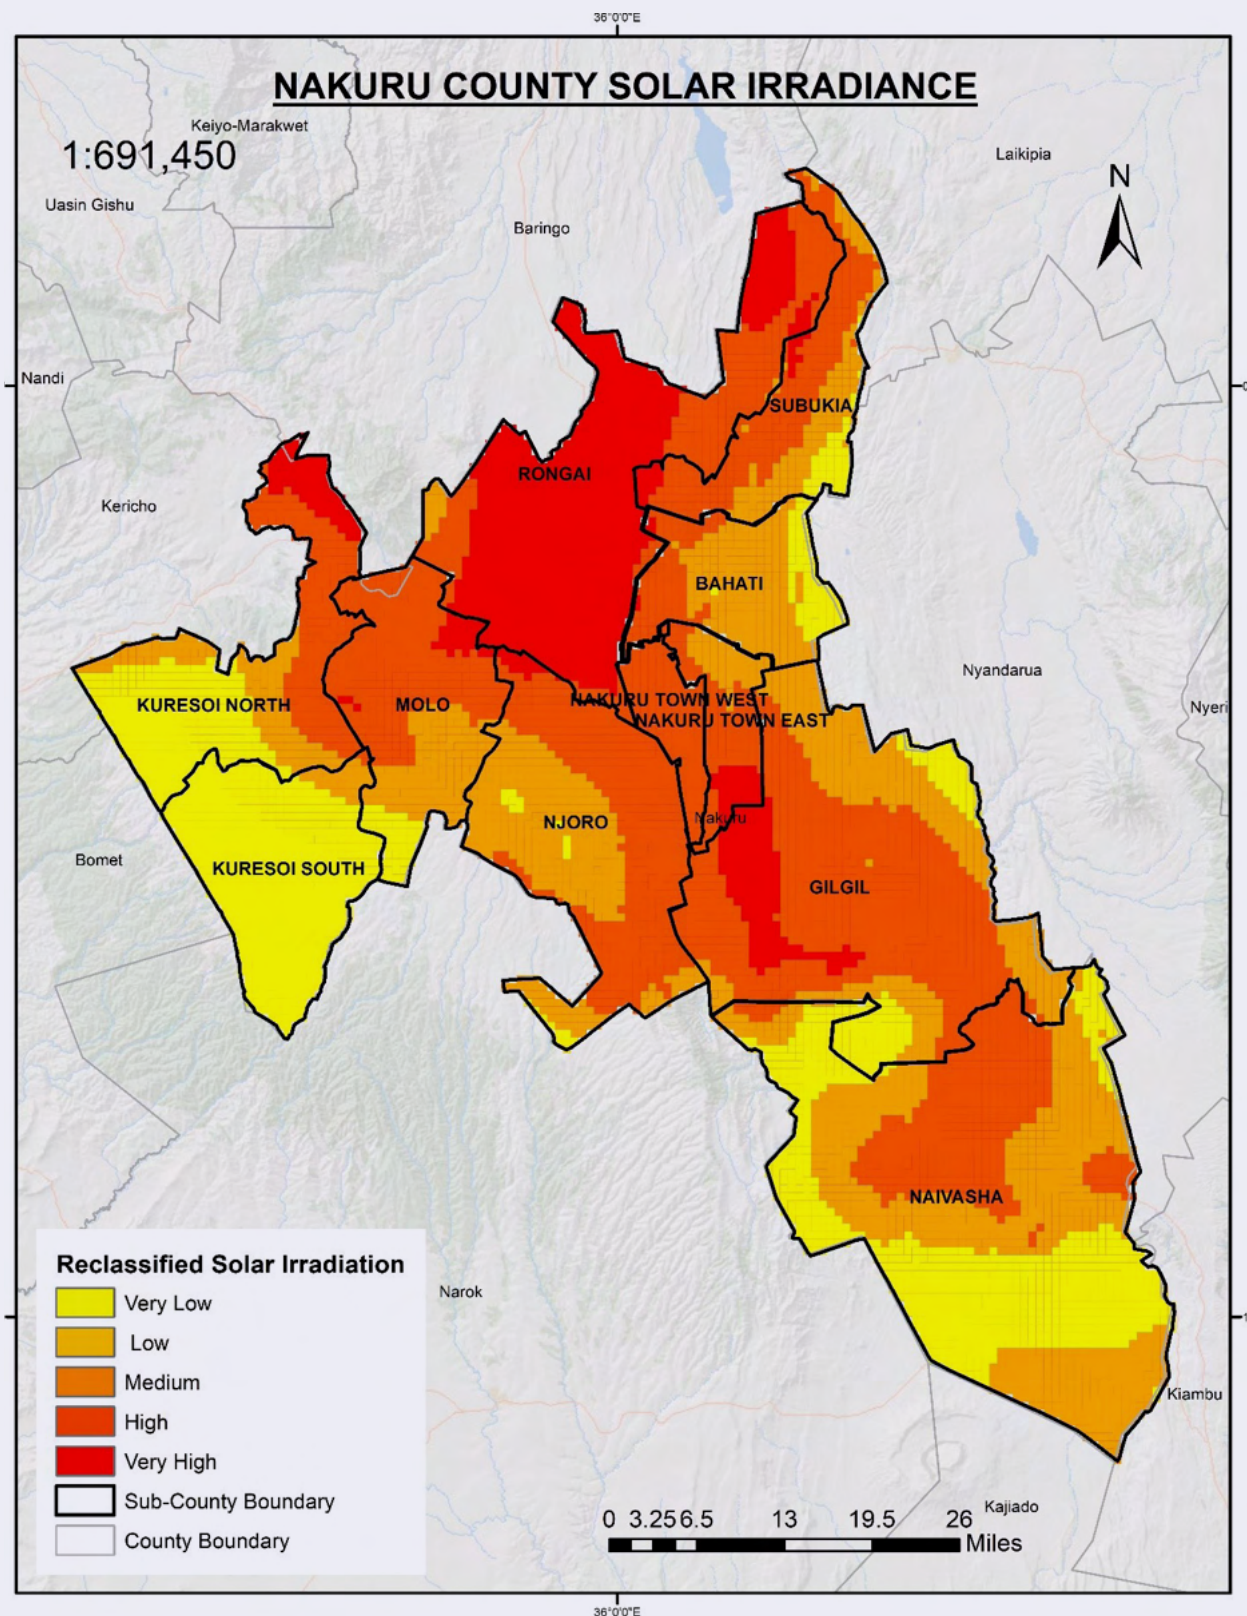 36°0'0"E
NAKURU COUNTY SOLAR IRRADIANCE
Keiyo-Marakwet
1:691,450
Laikipia
N
Uasin Gishu
Baringo
Nandi
0
SUBUKIA
RONGAI
Kericho
BAHATI
Nyandarua
KURESOI NORTH
MOLO
NAKURU TOWN WEST
Nyeri
NAKURU TOWN EAST
Nakuru
NJORO
Bomet
KURESOI SOUTH
GILGIL
NAIVASHA
Reclassified Solar Irradiation
Very Low
Low
Medium
High
Very High
Sub-County Boundary
County Boundary
Narok
1
Kiambu
Kajiado
0 3.25 6.5 13 19.5 26
Miles
36°0'0"E